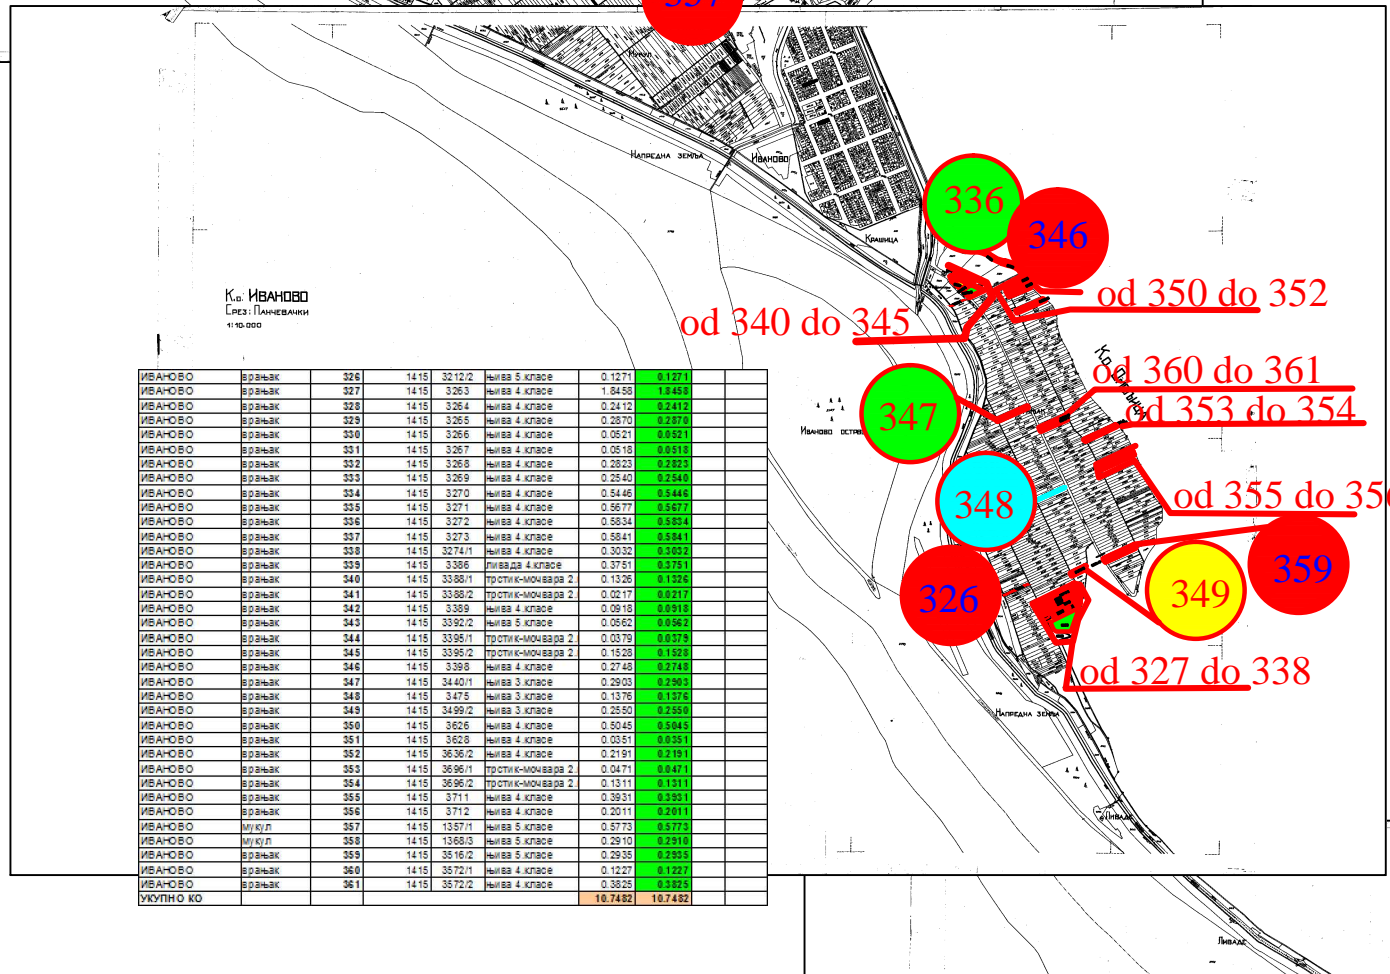 357
Мукул
Напредна земља
Иваново
Крашица
336
346
К.о. Иваново
Срез: Панчевачки
1:10.000
od 350 do 352
od 340 do 345
od 360 do 361
347
od 353 do 354
Иваново остр
348
od 355 do 356
326
359
349
od 327 do 338
Напредна земља
Ливаде
Ливаде
ИВАНОВО врањак 326 1415 3212/2 њива 5.класе 0.1271 0.1271
ИВАНОВО врањак 327 1415 3263 њива 4.класе 1.8458 1.8458
ИВАНОВО врањак 328 1415 3264 њива 4.класе 0.2412 0.2412
ИВАНОВО врањак 329 1415 3265 њива 4.класе 0.2870 0.2870
ИВАНОВО врањак 330 1415 3266 њива 4.класе 0.0521 0.0521
ИВАНОВО врањак 331 1415 3267 њива 4.класе 0.0518 0.0518
ИВАНОВО врањак 332 1415 3268 њива 4.класе 0.2823 0.2823
ИВАНОВО врањак 333 1415 3269 њива 4.класе 0.2540 0.2540
ИВАНОВО врањак 334 1415 3270 њива 4.класе 0.5446 0.5446
ИВАНОВО врањак 335 1415 3271 њива 4.класе 0.5677 0.5677
ИВАНОВО врањак 336 1415 3272 њива 4.класе 0.5834 0.5834
ИВАНОВО врањак 337 1415 3273 њива 4.класе 0.5841 0.5841
ИВАНОВО врањак 338 1415 3274/1 њива 4.класе 0.3032 0.3032
ИВАНОВО врањак 339 1415 3386 ливада 4.класе 0.3751 0.3751
ИВАНОВО врањак 340 1415 3388/1 трстик-мочвара 2. 0.1326 0.1326
ИВАНОВО врањак 341 1415 3388/2 трстик-мочвара 2. 0.0217 0.0217
ИВАНОВО врањак 342 1415 3389 њива 4.класе 0.0918 0.0918
ИВАНОВО врањак 343 1415 3392/2 њива 5.класе 0.0562 0.0562
ИВАНОВО врањак 344 1415 3395/1 трстик-мочвара 2. 0.0379 0.0379
ИВАНОВО врањак 345 1415 3395/2 трстик-мочвара 2. 0.1528 0.1528
ИВАНОВО врањак 346 1415 3398 њива 4.класе 0.2748 0.2748
ИВАНОВО врањак 347 1415 3440/1 њива 3.класе 0.2903 0.2903
ИВАНОВО врањак 348 1415 3475 њива 3.класе 0.1376 0.1376
ИВАНОВО врањак 349 1415 3499/2 њива 3.класе 0.2550 0.2550
ИВАНОВО врањак 350 1415 3626 њива 4.класе 0.5045 0.5045
ИВАНОВО врањак 351 1415 3628 њива 4.класе 0.0351 0.0351
ИВАНОВО врањак 352 1415 3636/2 њива 4.класе 0.2191 0.2191
ИВАНОВО врањак 353 1415 3696/1 трстик-мочвара 2. 0.0471 0.0471
ИВАНОВО врањак 354 1415 3696/2 трстик-мочвара 2. 0.1311 0.1311
ИВАНОВО врањак 355 1415 3711 њива 4.класе 0.3931 0.3931
ИВАНОВО врањак 356 1415 3712 њива 4.класе 0.2011 0.2011
ИВАНОВО мукул 357 1415 1357/1 њива 5.класе 0.5773 0.5773
ИВАНОВО мукул 358 1415 1368/3 њива 5.класе 0.2910 0.2910
ИВАНОВО врањак 359 1415 3516/2 њива 5.класе 0.2935 0.2935
ИВАНОВО врањак 360 1415 3572/1 њива 4.класе 0.1227 0.1227
ИВАНОВО врањак 361 1415 3572/2 њива 4.класе 0.3825 0.3825
УКУПНО КО 10.7482 10.7482